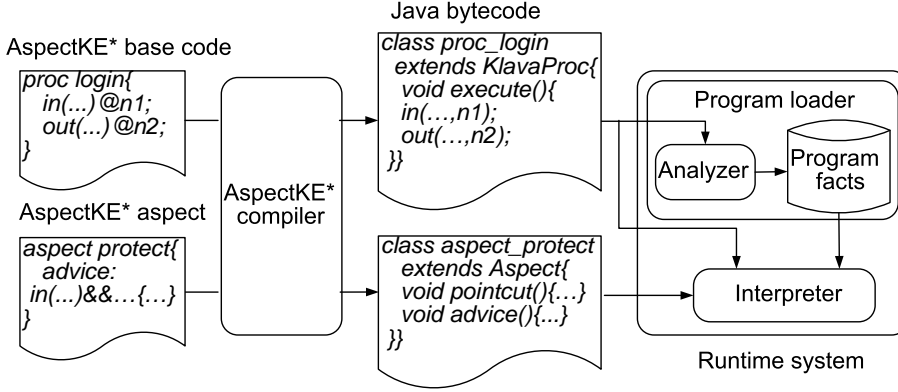 Java bytecode
AspectKE* base code
proc login{
in(...)@n1;
out(...)@n2;
}
AspectKE* aspect
aspect protect{
advice:
in(...)&&…{…}
}
AspectKE*
compiler
class proc_login
extends KlavaProc{
void execute(){
in(…,n1);
out(…,n2);
}}
class aspect_protect
extends Aspect{
void pointcut(){…}
void advice(){...}
}}
Program loader
Analyzer
Program
facts
Interpreter
Runtime system